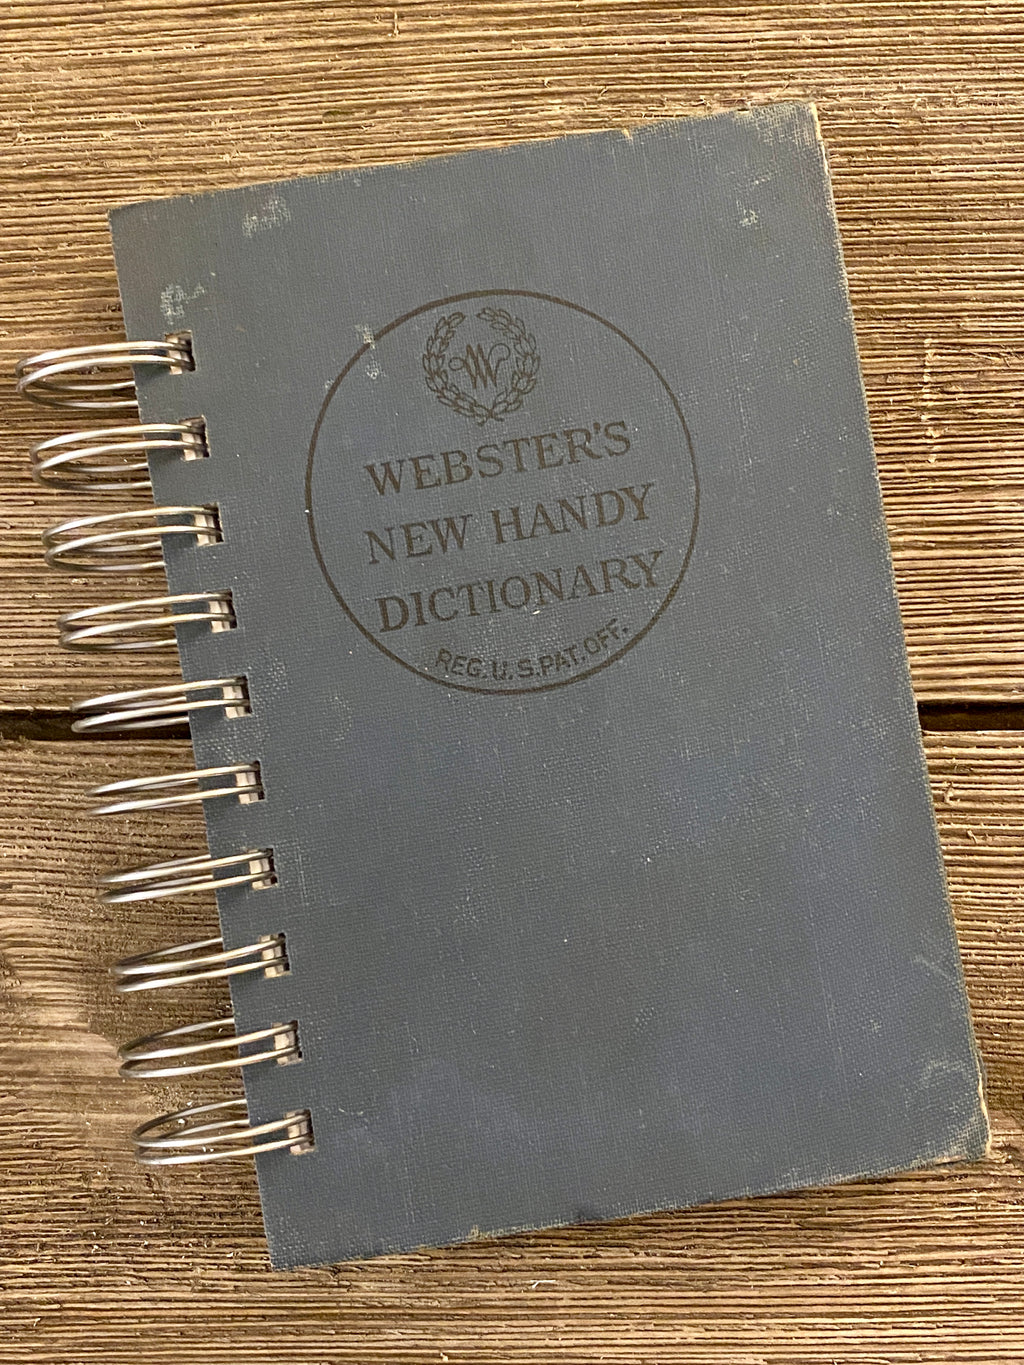 W
WEBSTER'S
NEW HANDY
DICTIONARY
REG. U. S. PAT. OFF.